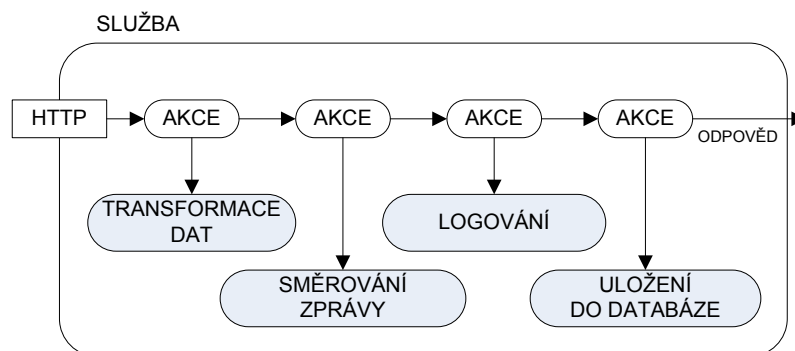 SLUŽBA
HTTP
AKCE
AKCE
AKCE
AKCE
ODPOVĚD
TRANSFORMACE
DAT
LOGOVÁNÍ
SMĚROVÁNÍ
ZPRÁVY
ULOŽENÍ
DO DATABÁZE